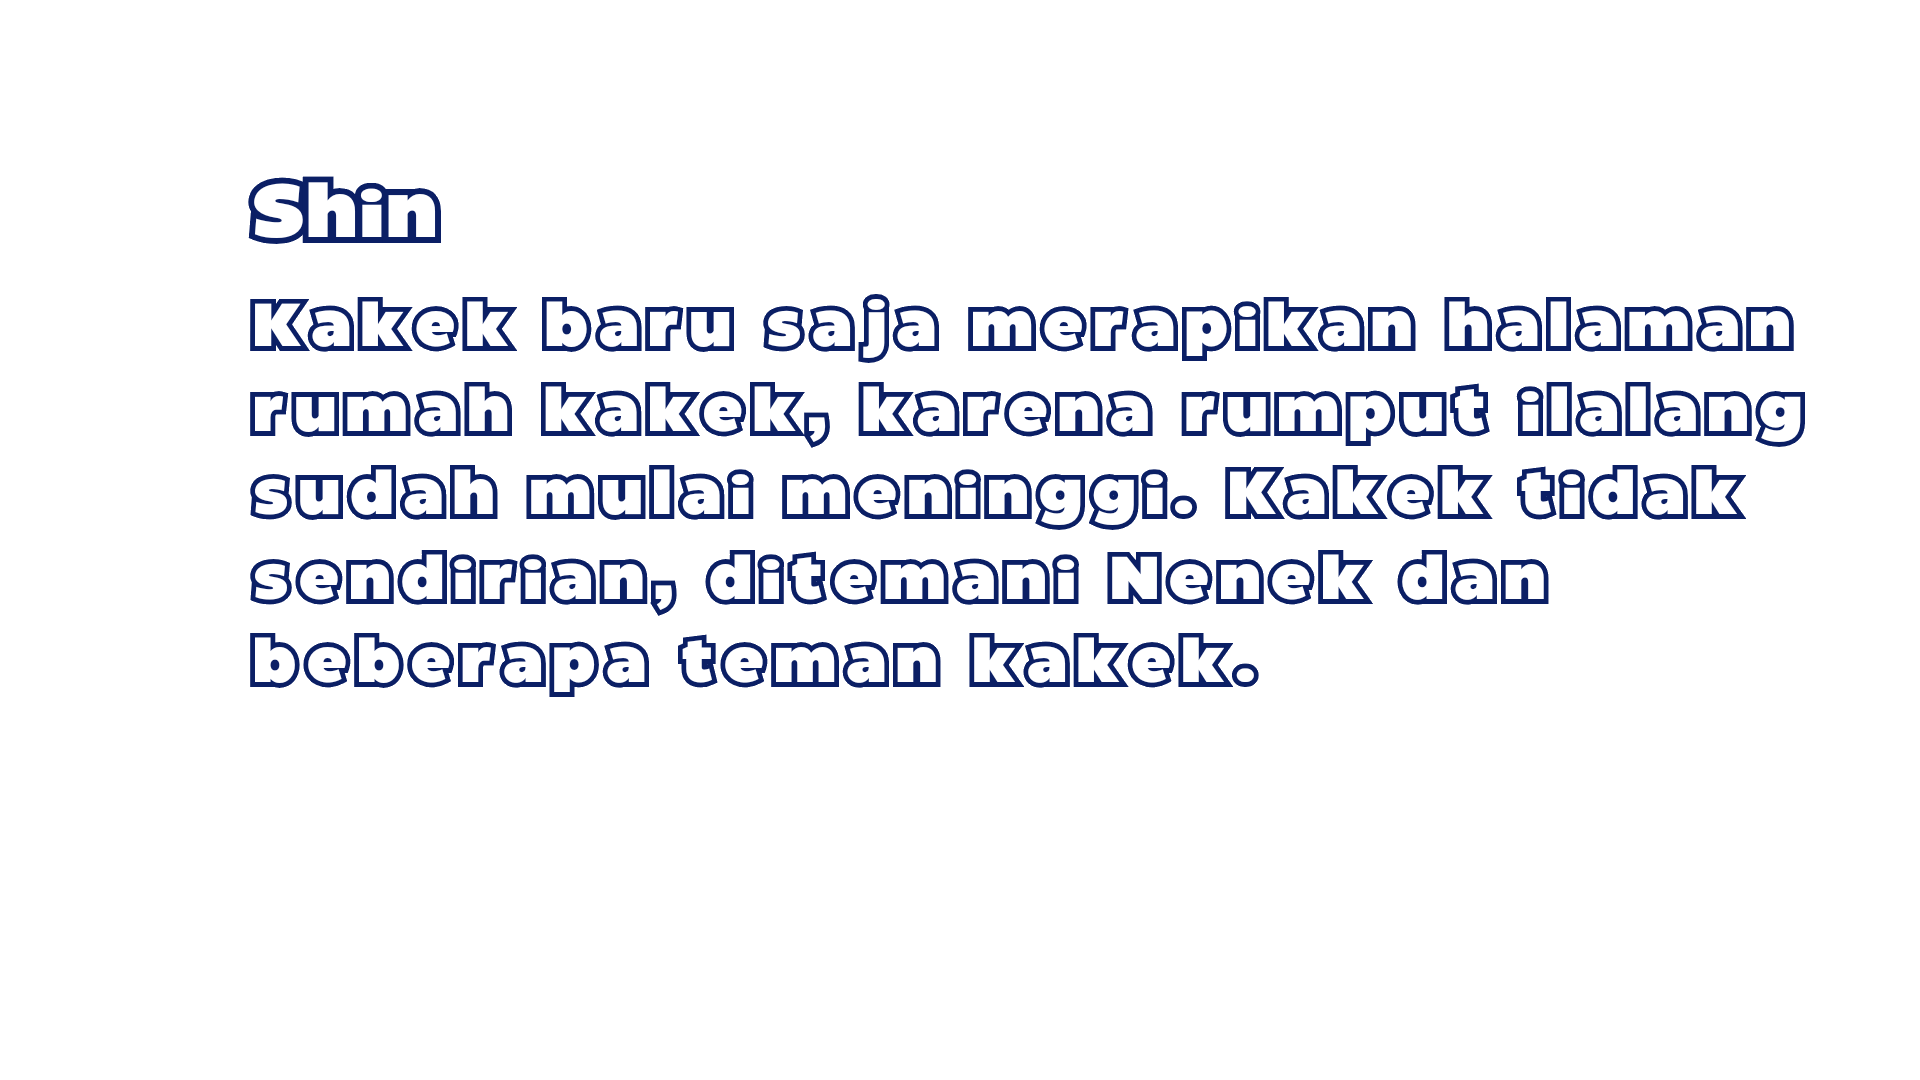 Shin
Kakek baru saja merapikan halaman
rumah kakek, karena rumput ilalang
sudah mulai meninggi. Kakek tidak
sendirian, ditemani Nenek dan
beberapa teman kakek.